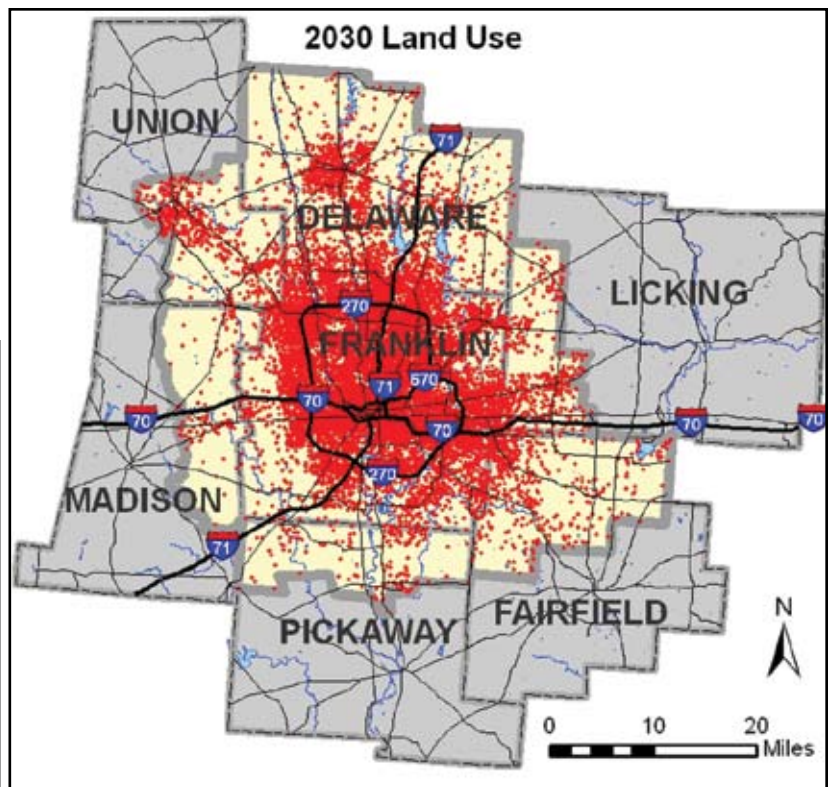 2030 Land Use
UNION
71
DELAWARE
LICKING
270
FRANKLIN
71
670
70
70
70
70
70
270
MADISON
71
FAIRFIELD
PICKAWAY
N
0 10 20
Miles